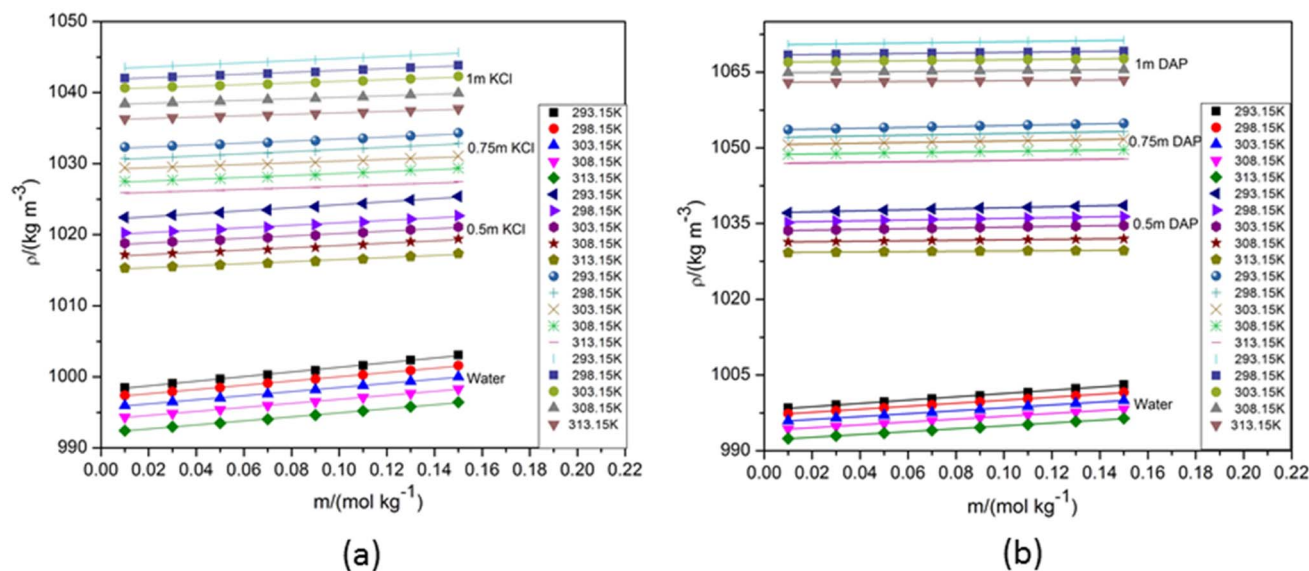 1050
1040
1030
1020
1010
1000
990
ρ/(kg m⁻³)
1m KCl
0.75m KCl
0.5m KCl
Water
293.15K
298.15K
303.15K
308.15K
313.15K
293.15K
298.15K
303.15K
308.15K
313.15K
293.15K
298.15K
303.15K
308.15K
313.15K
293.15K
298.15K
303.15K
308.15K
313.15K
0.00 0.02 0.04 0.06 0.08 0.10 0.12 0.14 0.16 0.18 0.20 0.22
m/(mol kg⁻¹)
(a)
1065
1050
1035
1020
1005
990
ρ/(kg m⁻³)
1m DAP
0.75m DAP
0.5m DAP
Water
293.15K
298.15K
303.15K
308.15K
313.15K
293.15K
298.15K
303.15K
308.15K
313.15K
293.15K
298.15K
303.15K
308.15K
313.15K
293.15K
298.15K
303.15K
308.15K
313.15K
0.00 0.02 0.04 0.06 0.08 0.10 0.12 0.14 0.16 0.18 0.20 0.22
m/(mol kg⁻¹)
(b)